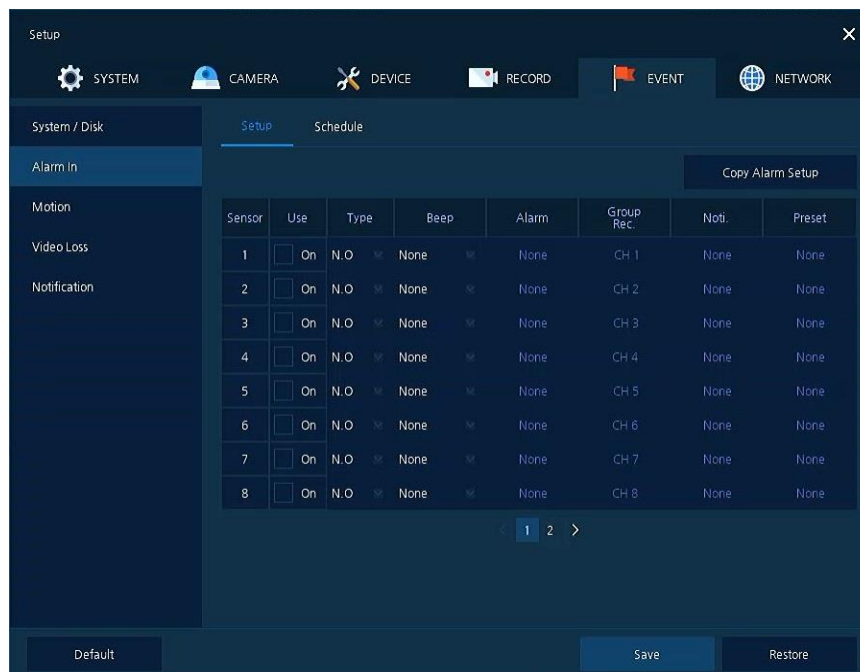 Setup
SYSTEM CAMERA DEVICE RECORD EVENT NETWORK
System / Disk
Alarm In
Motion
Video Loss
Notification
Setup Schedule
Copy Alarm Setup
Sensor Use Type Beep Alarm Group Rec. Noti. Preset
1 On N.O None None CH 1 None None
2 On N.O None None CH 2 None None
3 On N.O None None CH 3 None None
4 On N.O None None CH 4 None None
5 On N.O None None CH 5 None None
6 On N.O None None CH 6 None None
7 On N.O None None CH 7 None None
8 On N.O None None CH 8 None None
1 2
Default Save Restore